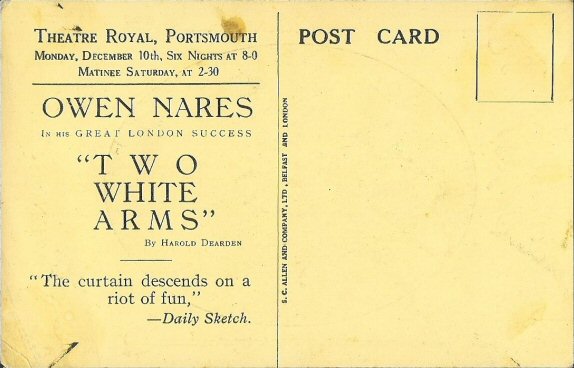 THEATRE ROYAL, PORTSMOUTH
MONDAY, DECEMBER 10th, SIX NIGHTS AT 8-0
MATINEE SATURDAY, AT 2-30
OWEN NARES
IN HIS GREAT LONDON SUCCESS
"TWO
WHITE
ARMS"
BY HAROLD DEARDEN
"The curtain descends on a
riot of fun,"
—Daily Sketch.
S. C. ALLEN AND COMPANY, LTD., BELFAST AND LONDON
POST CARD